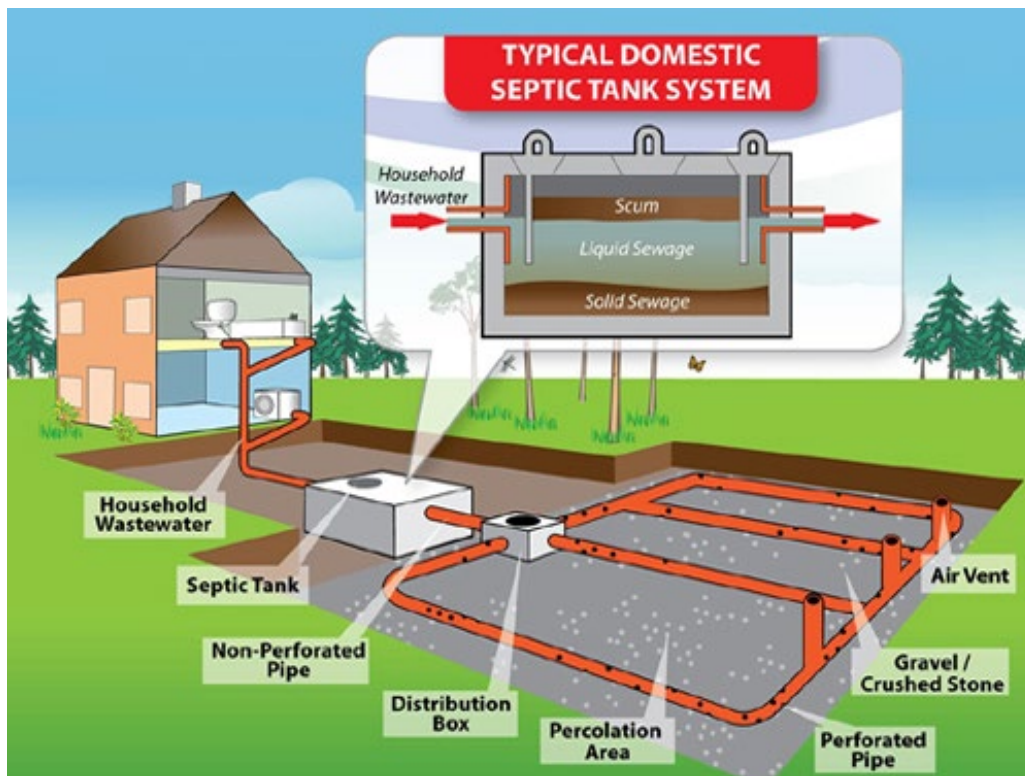 TYPICAL DOMESTIC
SEPTIC TANK SYSTEM
Household
Wastewater
Scum
Liquid Sewage
Solid Sewage
Household
Wastewater
Septic Tank
Non-Perforated
Pipe
Distribution
Box
Percolation
Area
Perforated
Pipe
Gravel /
Crushed Stone
Air Vent